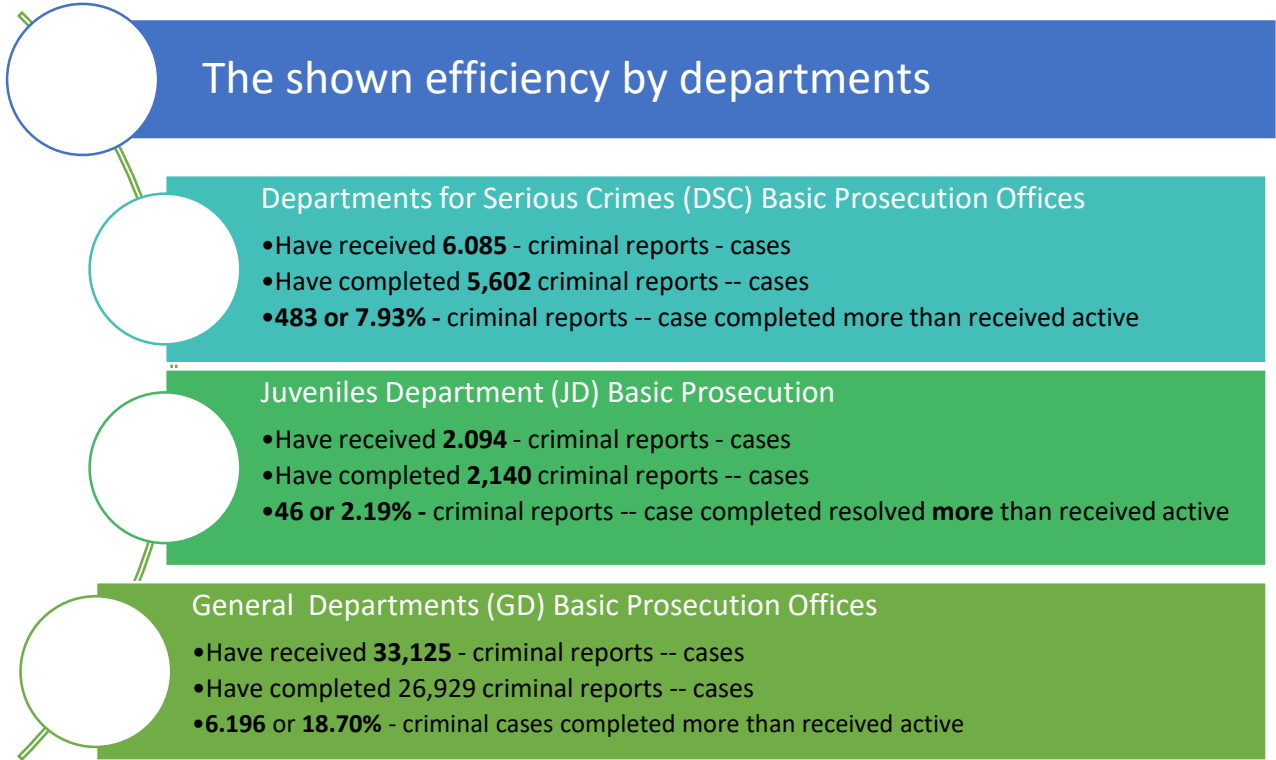 The shown efficiency by departments
Departments for Serious Crimes (DSC) Basic Prosecution Offices
•Have received 6.085 - criminal reports - cases
•Have completed 5,602 criminal reports -- cases
•483 or 7.93% - criminal reports -- case completed more than received active
Juveniles Department (JD) Basic Prosecution
•Have received 2.094 - criminal reports - cases
•Have completed 2,140 criminal reports -- cases
•46 or 2.19% - criminal reports -- case completed resolved more than received active
General  Departments (GD) Basic Prosecution Offices
•Have received 33,125 - criminal reports -- cases
•Have completed 26,929 criminal reports -- cases
•6.196 or 18.70% - criminal cases completed more than received active